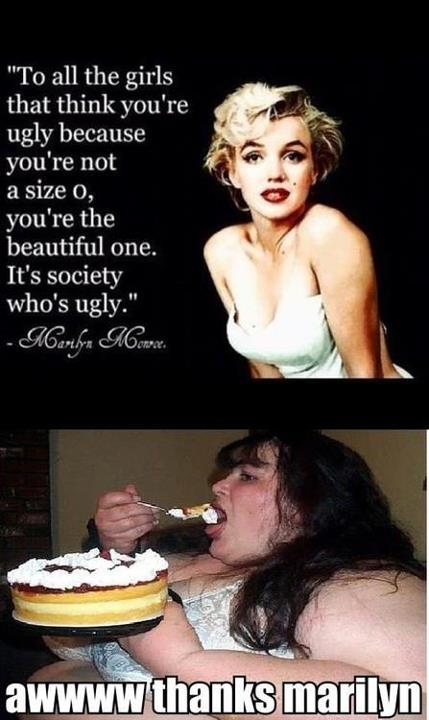 "To all the girls
that think you're
ugly because
you're not
a size 0,
you're the
beautiful one.
It's society
who's ugly."
- Marilyn Monroe.
awwww thanks marilyn